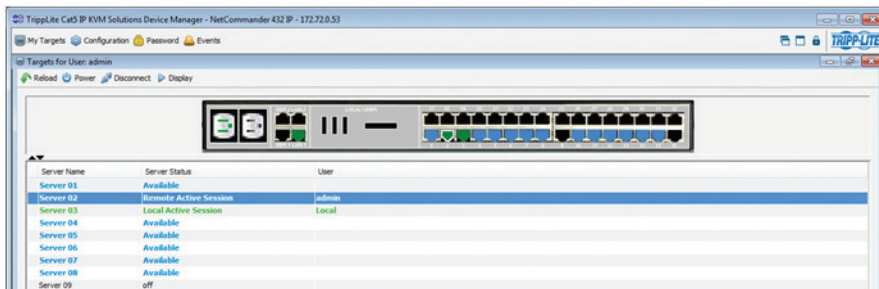 TrippLite Cat5 IP KVM Solutions Device Manager - NetCommander 432 IP - 172.72.0.53
My Targets Configuration Password Events TRIPP-LITE
Targets for User: admin
Reload Power Disconnect Display
LOCAL USER
Server Name Server Status User
Server 01 Available
Server 02 Remote Active Session admin
Server 03 Local Active Session Local
Server 04 Available
Server 05 Available
Server 06 Available
Server 07 Available
Server 08 Available
Server 09 off